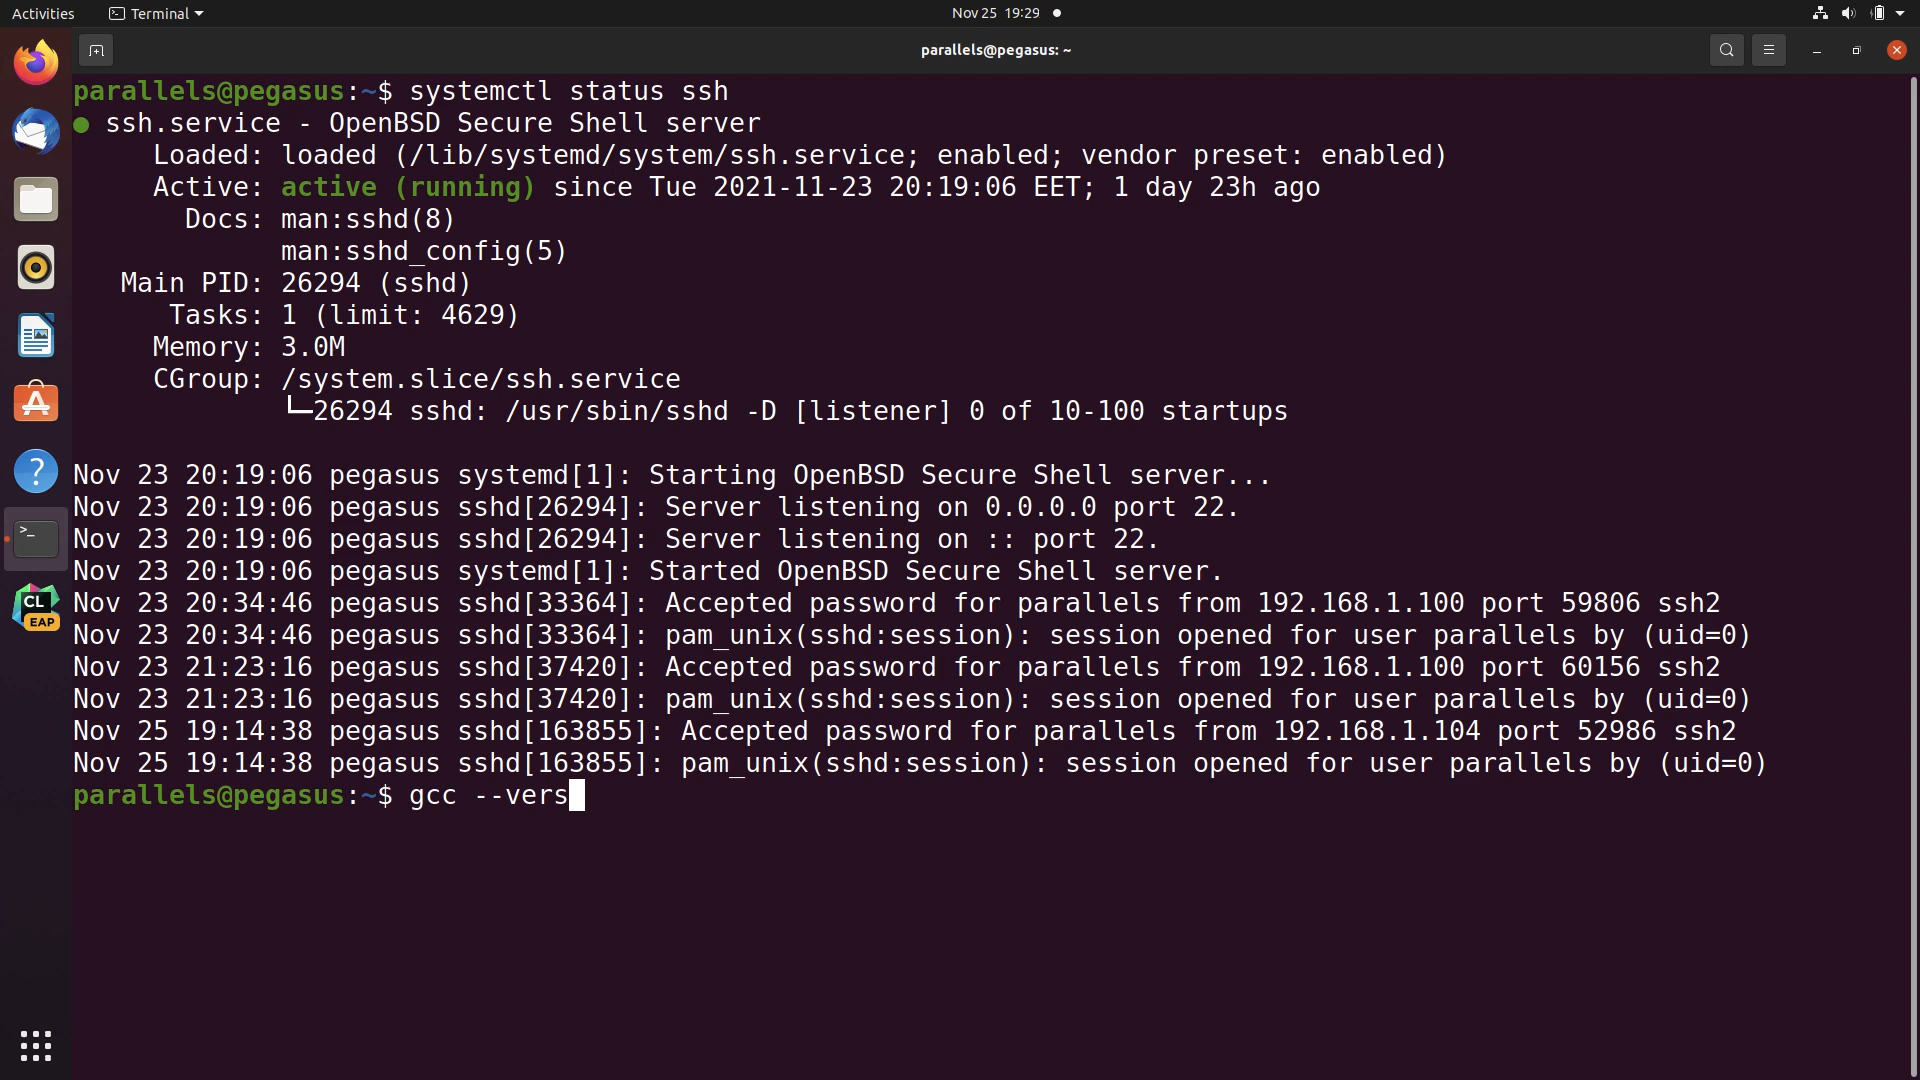 Activities
Terminal
Nov 25 19:29
parallels@pegasus: ~
parallels@pegasus:~$ systemctl status ssh
● ssh.service - OpenBSD Secure Shell server
     Loaded: loaded (/lib/systemd/system/ssh.service; enabled; vendor preset: enabled)
     Active: active (running) since Tue 2021-11-23 20:19:06 EET; 1 day 23h ago
       Docs: man:sshd(8)
             man:sshd_config(5)
   Main PID: 26294 (sshd)
      Tasks: 1 (limit: 4629)
     Memory: 3.0M
     CGroup: /system.slice/ssh.service
             └─26294 sshd: /usr/sbin/sshd -D [listener] 0 of 10-100 startups
Nov 23 20:19:06 pegasus systemd[1]: Starting OpenBSD Secure Shell server...
Nov 23 20:19:06 pegasus sshd[26294]: Server listening on 0.0.0.0 port 22.
Nov 23 20:19:06 pegasus sshd[26294]: Server listening on :: port 22.
Nov 23 20:19:06 pegasus systemd[1]: Started OpenBSD Secure Shell server.
Nov 23 20:34:46 pegasus sshd[33364]: Accepted password for parallels from 192.168.1.100 port 59806 ssh2
Nov 23 20:34:46 pegasus sshd[33364]: pam_unix(sshd:session): session opened for user parallels by (uid=0)
Nov 23 21:23:16 pegasus sshd[37420]: Accepted password for parallels from 192.168.1.100 port 60156 ssh2
Nov 23 21:23:16 pegasus sshd[37420]: pam_unix(sshd:session): session opened for user parallels by (uid=0)
Nov 25 19:14:38 pegasus sshd[163855]: Accepted password for parallels from 192.168.1.104 port 52986 ssh2
Nov 25 19:14:38 pegasus sshd[163855]: pam_unix(sshd:session): session opened for user parallels by (uid=0)
parallels@pegasus:~$ gcc --vers
?
>_
CL
EAP